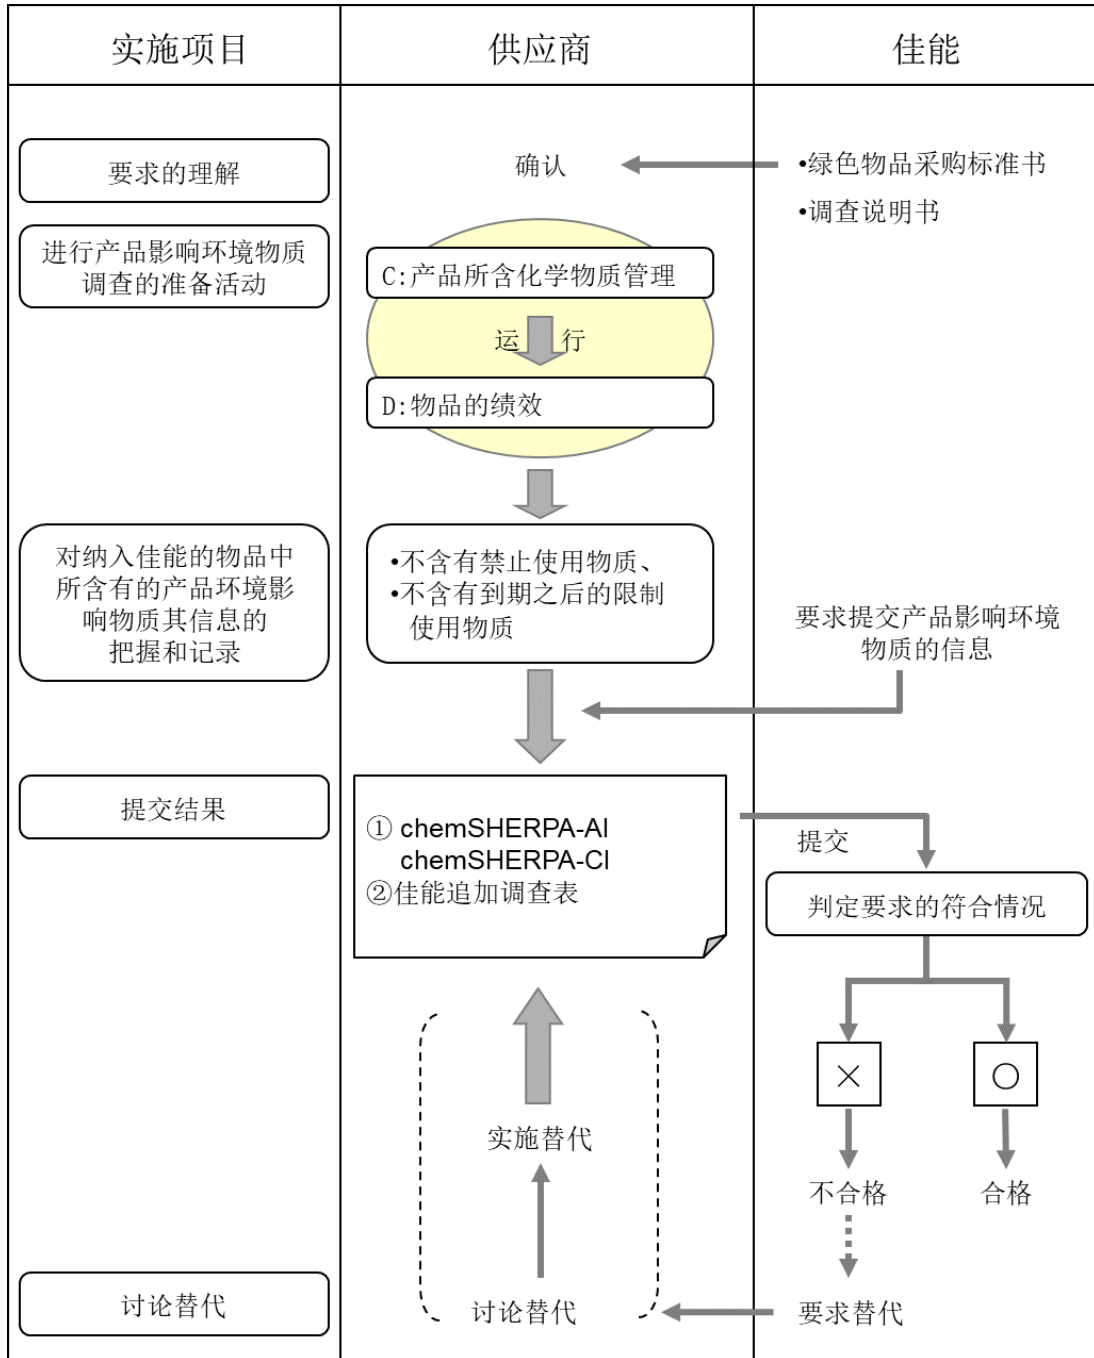 实施项目
供应商
佳能
要求的理解
确认
•绿色物品采购标准书
•调查说明书
进行产品影响环境物质
调查的准备活动
C:产品所含化学物质管理
运 行
D:物品的绩效
对纳入佳能的物品中
所含有的产品环境影
响物质其信息的
把握和记录
•不含有禁止使用物质、
•不含有到期之后的限制
使用物质
要求提交产品影响环境
物质的信息
提交结果
① chemSHERPA-AI
chemSHERPA-CI
②佳能追加调查表
提交
判定要求的符合情况
× ○
不合格 合格
实施替代
讨论替代
讨论替代
要求替代